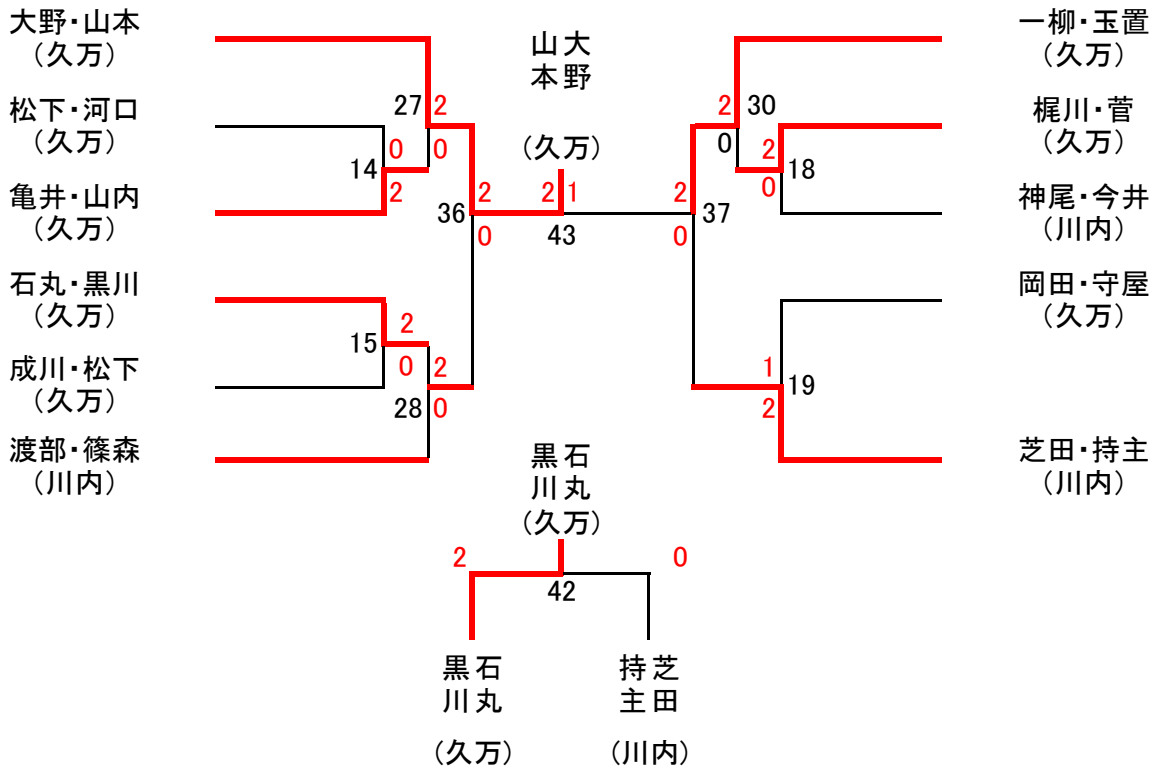 大野・山本
（久万）
松下・河口
（久万）
亀井・山内
（久万）
石丸・黒川
（久万）
成川・松下
（久万）
渡部・篠森
（川内）
27
2
0
14
0
2
36
2
0
15
2
0
28
2
0
大野
山本
（久万）
2
1
43
一柳・玉置
（久万）
梶川・菅
（久万）
神尾・今井
（川内）
岡田・守屋
（久万）
芝田・持主
（川内）
2
30
0
2
18
0
2
37
0
1
19
2
石丸
黒川
（久万）
2
0
42
石丸
黒川
（久万）
芝田
持主
（川内）